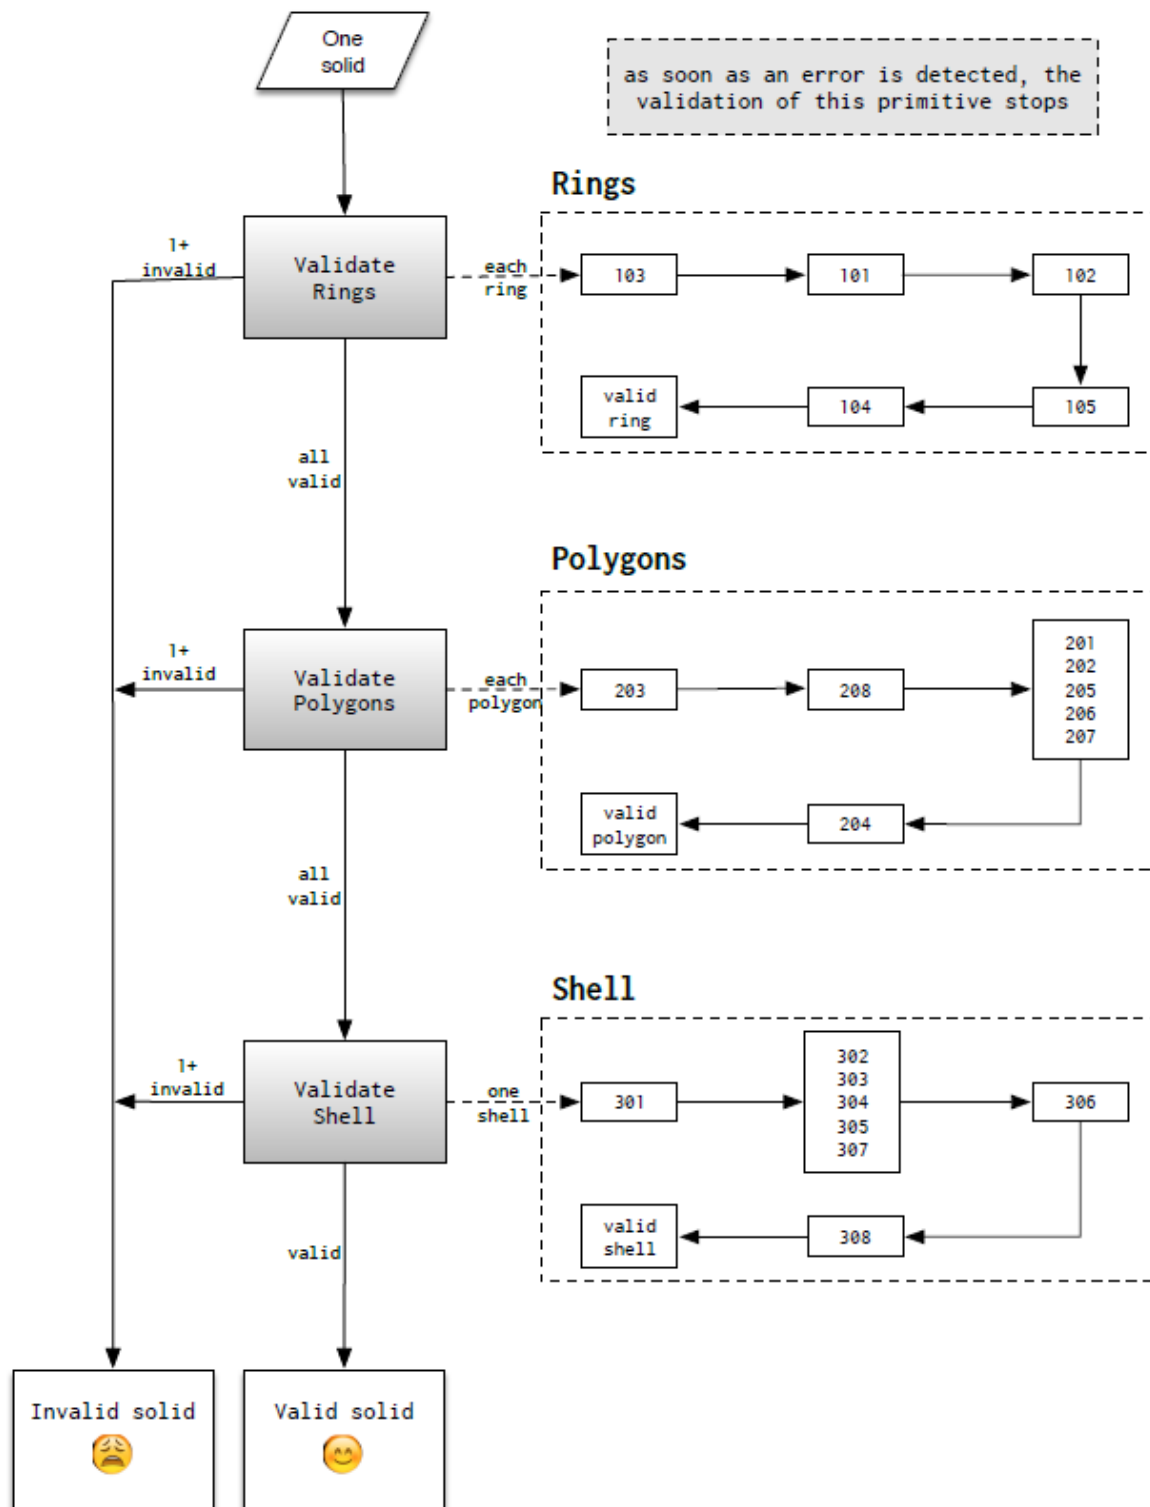 One
solid
as soon as an error is detected, the
validation of this primitive stops
Rings
1+
invalid
Validate
Rings
each
ring
103
101
102
valid
ring
104
105
all
valid
Polygons
1+
invalid
Validate
Polygons
each
polygon
203
208
201
202
205
206
207
valid
polygon
204
all
valid
Shell
1+
invalid
Validate
Shell
one
shell
301
302
303
304
305
307
306
valid
shell
308
valid
Invalid solid
Valid solid